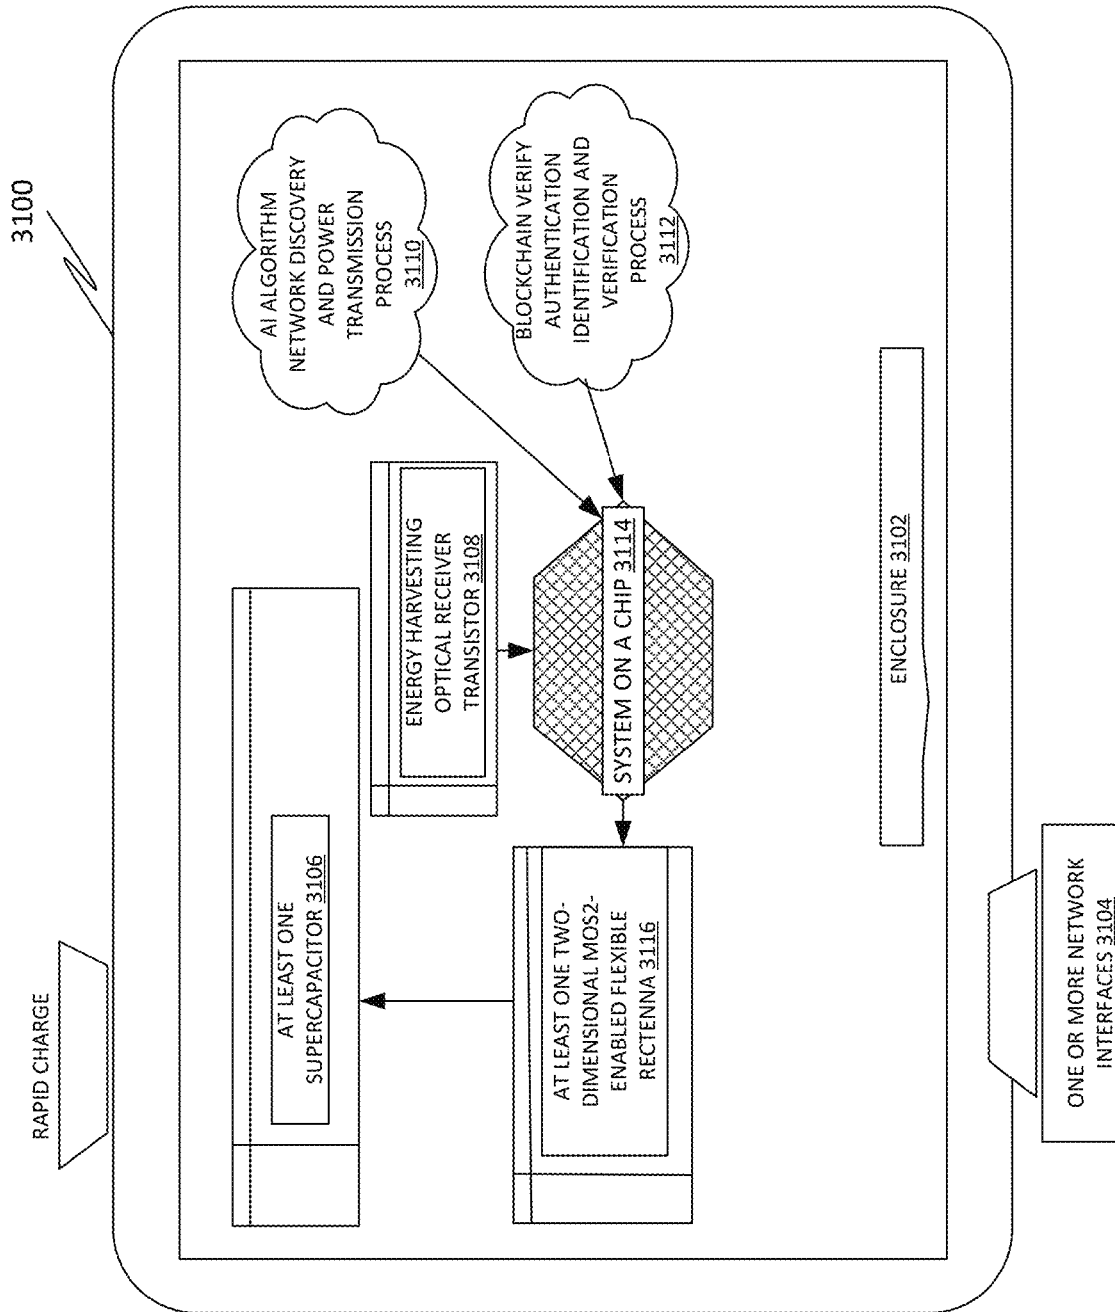 3100
RAPID CHARGE
AT LEAST ONE
SUPERCAPACITOR 3106
ENERGY HARVESTING
OPTICAL RECEIVER
TRANSISTOR 3108
AI ALGORITHM
NETWORK DISCOVERY
AND POWER
TRANSMISSION
PROCESS
3110
BLOCKCHAIN VERIFY
AUTHENTICATION
IDENTIFICATION AND
VERIFICATION
PROCESS
3112
AT LEAST ONE TWO-
DIMENSIONAL MOS2-
ENABLED FLEXIBLE
RECTENNA 3116
SYSTEM ON A CHIP 3114
ENCLOSURE 3102
ONE OR MORE NETWORK
INTERFACES 3104